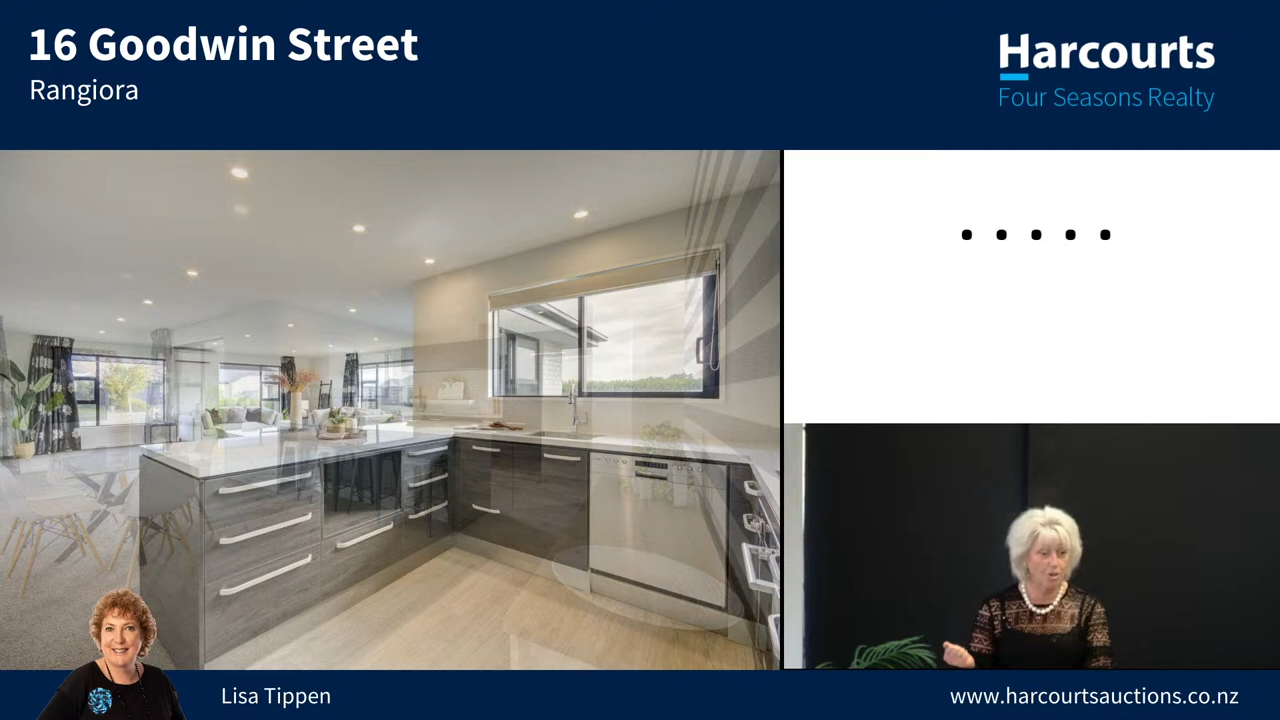 16 Goodwin Street
Rangiora
Harcourts
Four Seasons Realty
Lisa Tippen
www.harcourtsauctions.co.nz